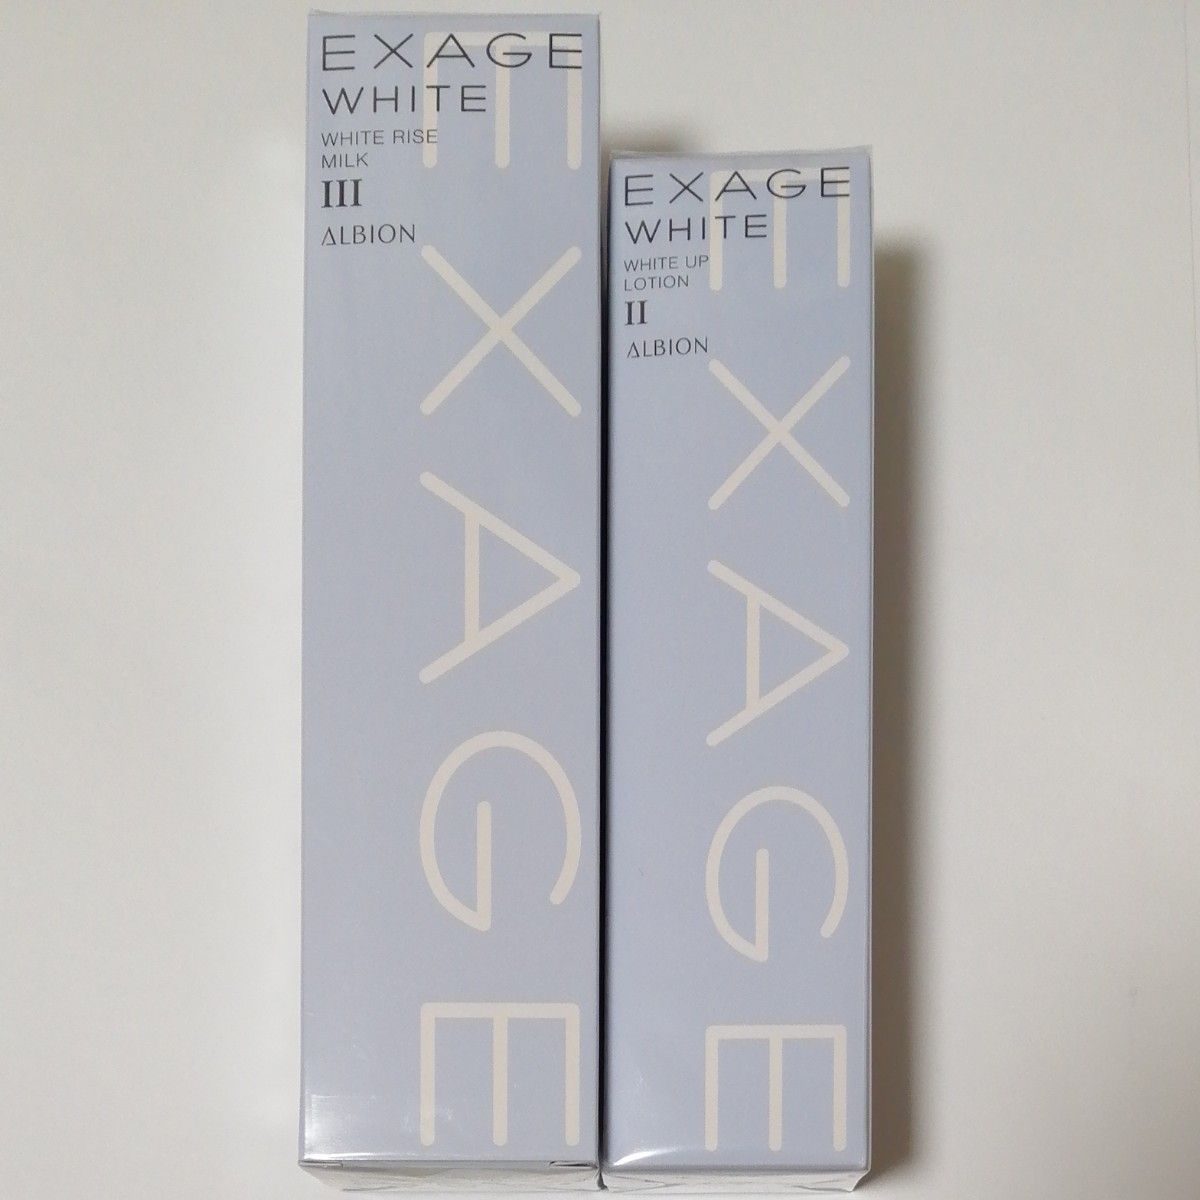 EXAGE
WHITE
WHITE RISE
MILK
III
ALBION
EXAGE
EXAGE
WHITE
WHITE UP
LOTION
II
ALBION
EXAGE